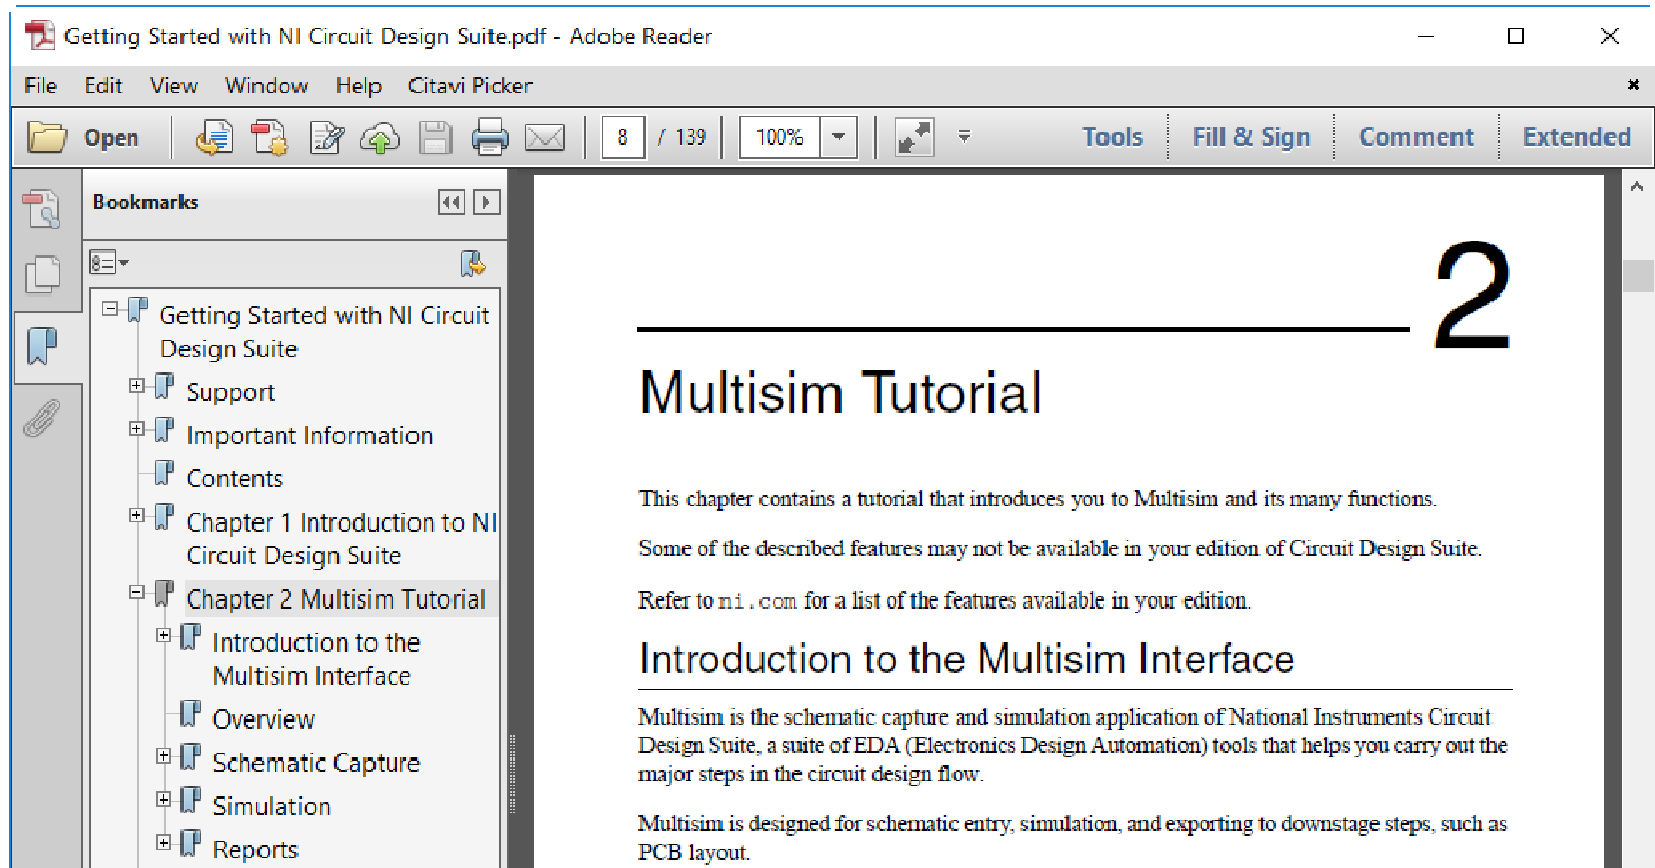 Getting Started with NI Circuit Design Suite.pdf - Adobe Reader
File Edit View Window Help Citavi Picker
Open 8 / 139 100% Tools Fill & Sign Comment Extended
Bookmarks
Getting Started with NI Circuit
Design Suite
Support
Important Information
Contents
Chapter 1 Introduction to NI
Circuit Design Suite
Chapter 2 Multisim Tutorial
Introduction to the
Multisim Interface
Overview
Schematic Capture
Simulation
Reports
2
Multisim Tutorial
This chapter contains a tutorial that introduces you to Multisim and its many functions.
Some of the described features may not be available in your edition of Circuit Design Suite.
Refer to ni.com for a list of the features available in your edition.
Introduction to the Multisim Interface
Multisim is the schematic capture and simulation application of National Instruments Circuit
Design Suite, a suite of EDA (Electronics Design Automation) tools that helps you carry out the
major steps in the circuit design flow.
Multisim is designed for schematic entry, simulation, and exporting to downstage steps, such as
PCB layout.